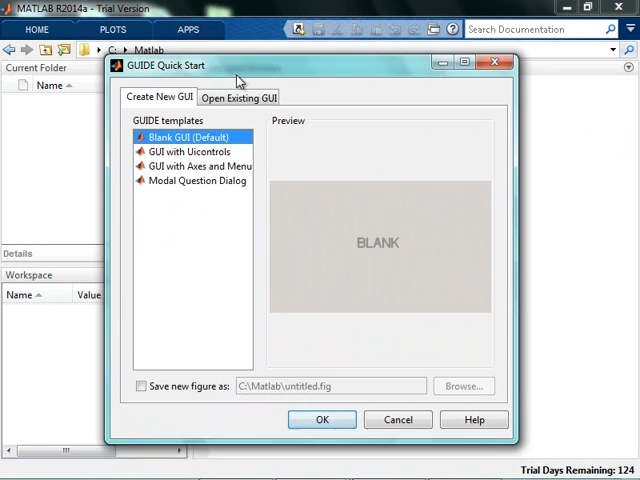 MATLAB R2014a - Trial Version
HOME PLOTS APPS
Search Documentation
C: Matlab
Current Folder
Name
Details
Workspace
Name Value
GUIDE Quick Start
Create New GUI Open Existing GUI
GUIDE templates
Blank GUI (Default)
GUI with Uicontrols
GUI with Axes and Menu
Modal Question Dialog
Preview
BLANK
Save new figure as: C:\Matlab\untitled.fig Browse...
OK Cancel Help
Trial Days Remaining: 124